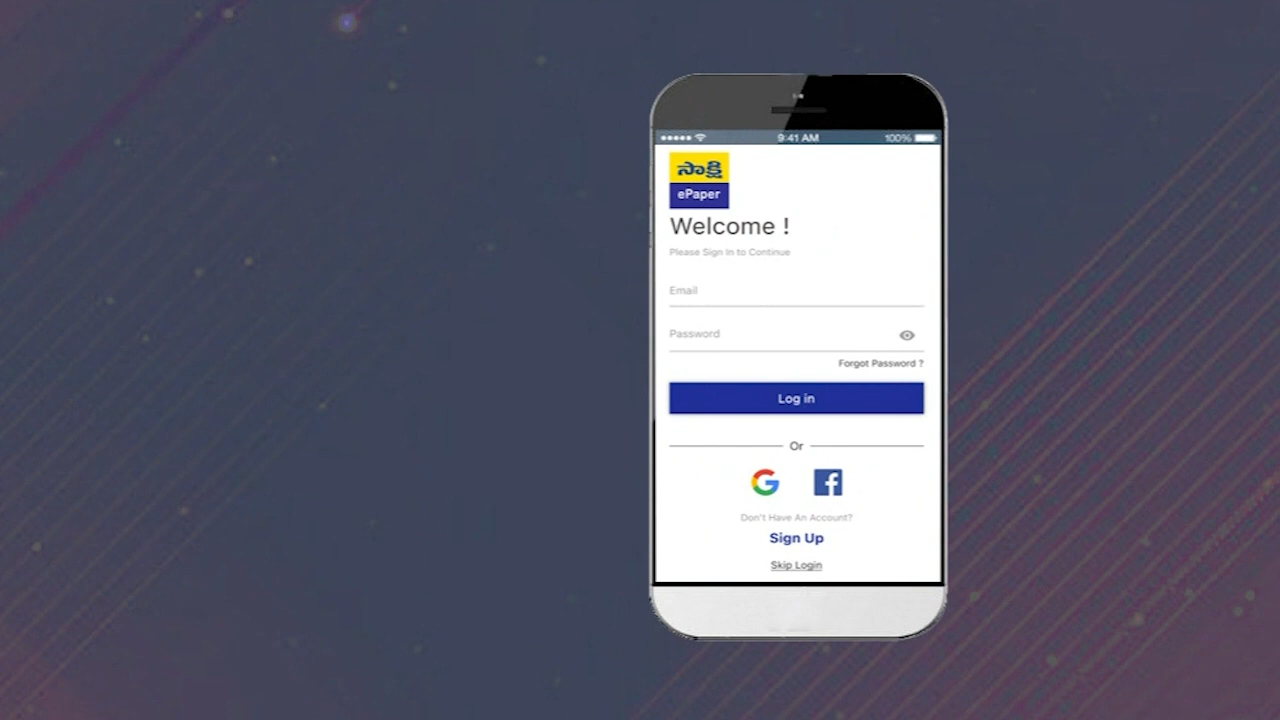 9:41 AM 100%
సాక్షి
ePaper
Welcome !
Please Sign In to Continue
Email
Password
Forgot Password ?
Log in
Or
Don't Have An Account?
Sign Up
Skip Login